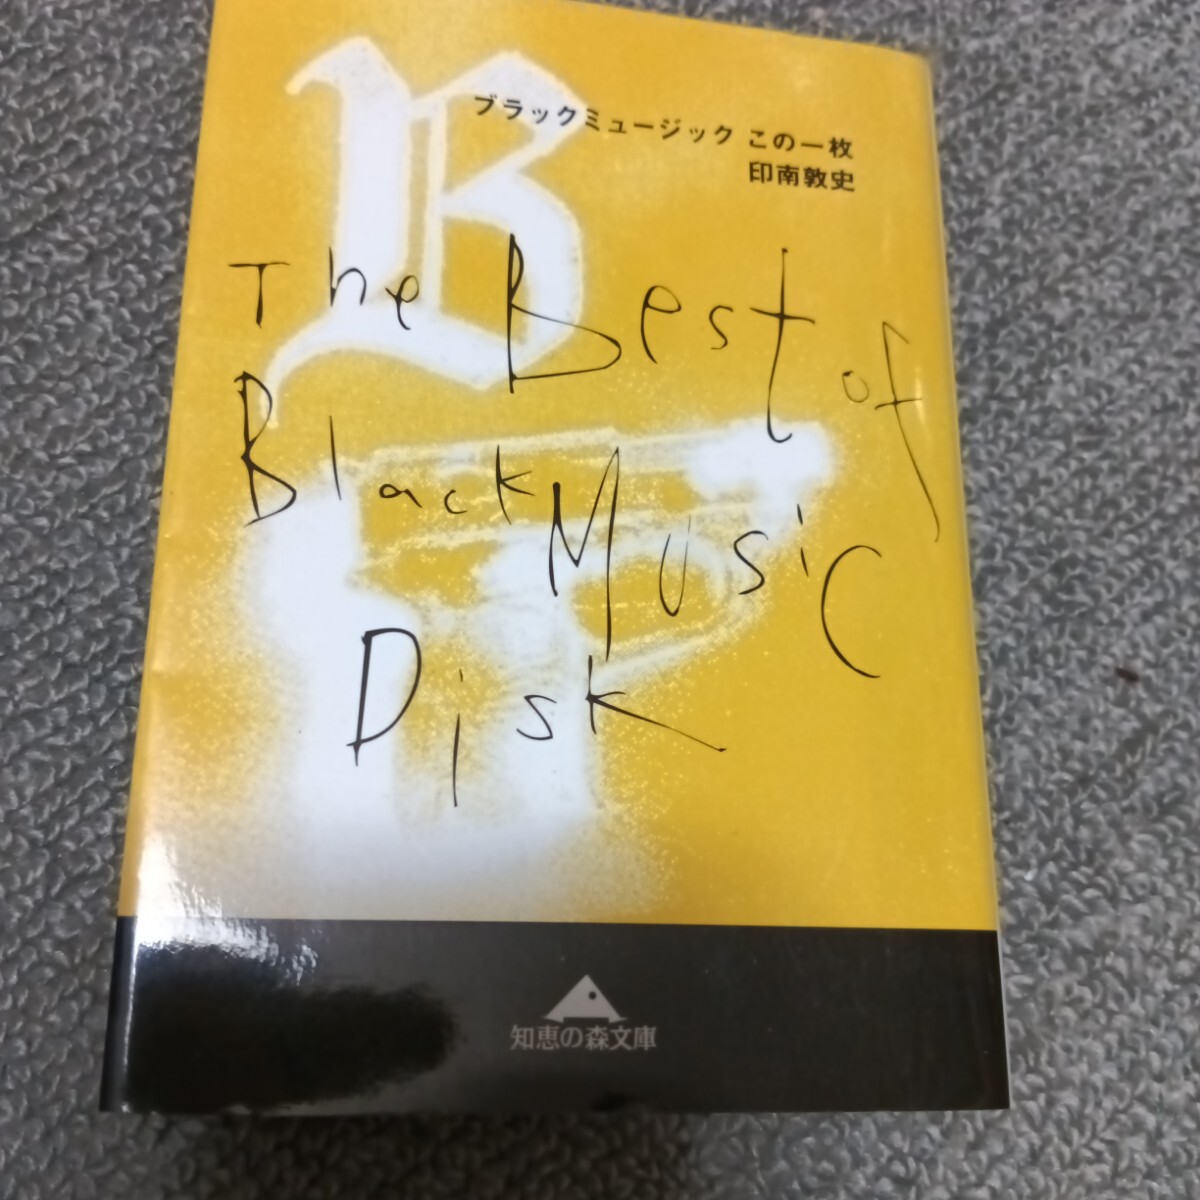 ブラックミュージック この一枚
印南敦史
The Best of
Black Music
Disk
知恵の森文庫